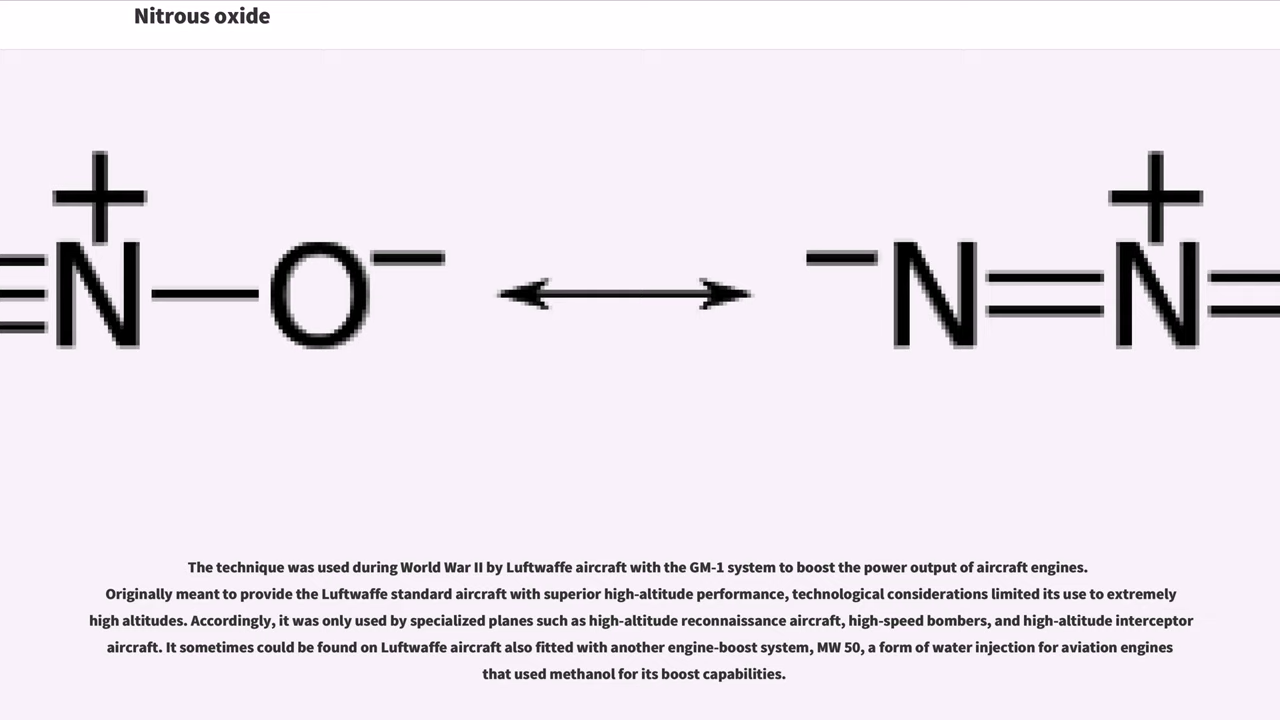 Nitrous oxide
≡N⁺—O⁻ ↔ ⁻N=N⁺=
The technique was used during World War II by Luftwaffe aircraft with the GM-1 system to boost the power output of aircraft engines.
Originally meant to provide the Luftwaffe standard aircraft with superior high-altitude performance, technological considerations limited its use to extremely
high altitudes. Accordingly, it was only used by specialized planes such as high-altitude reconnaissance aircraft, high-speed bombers, and high-altitude interceptor
aircraft. It sometimes could be found on Luftwaffe aircraft also fitted with another engine-boost system, MW 50, a form of water injection for aviation engines
that used methanol for its boost capabilities.